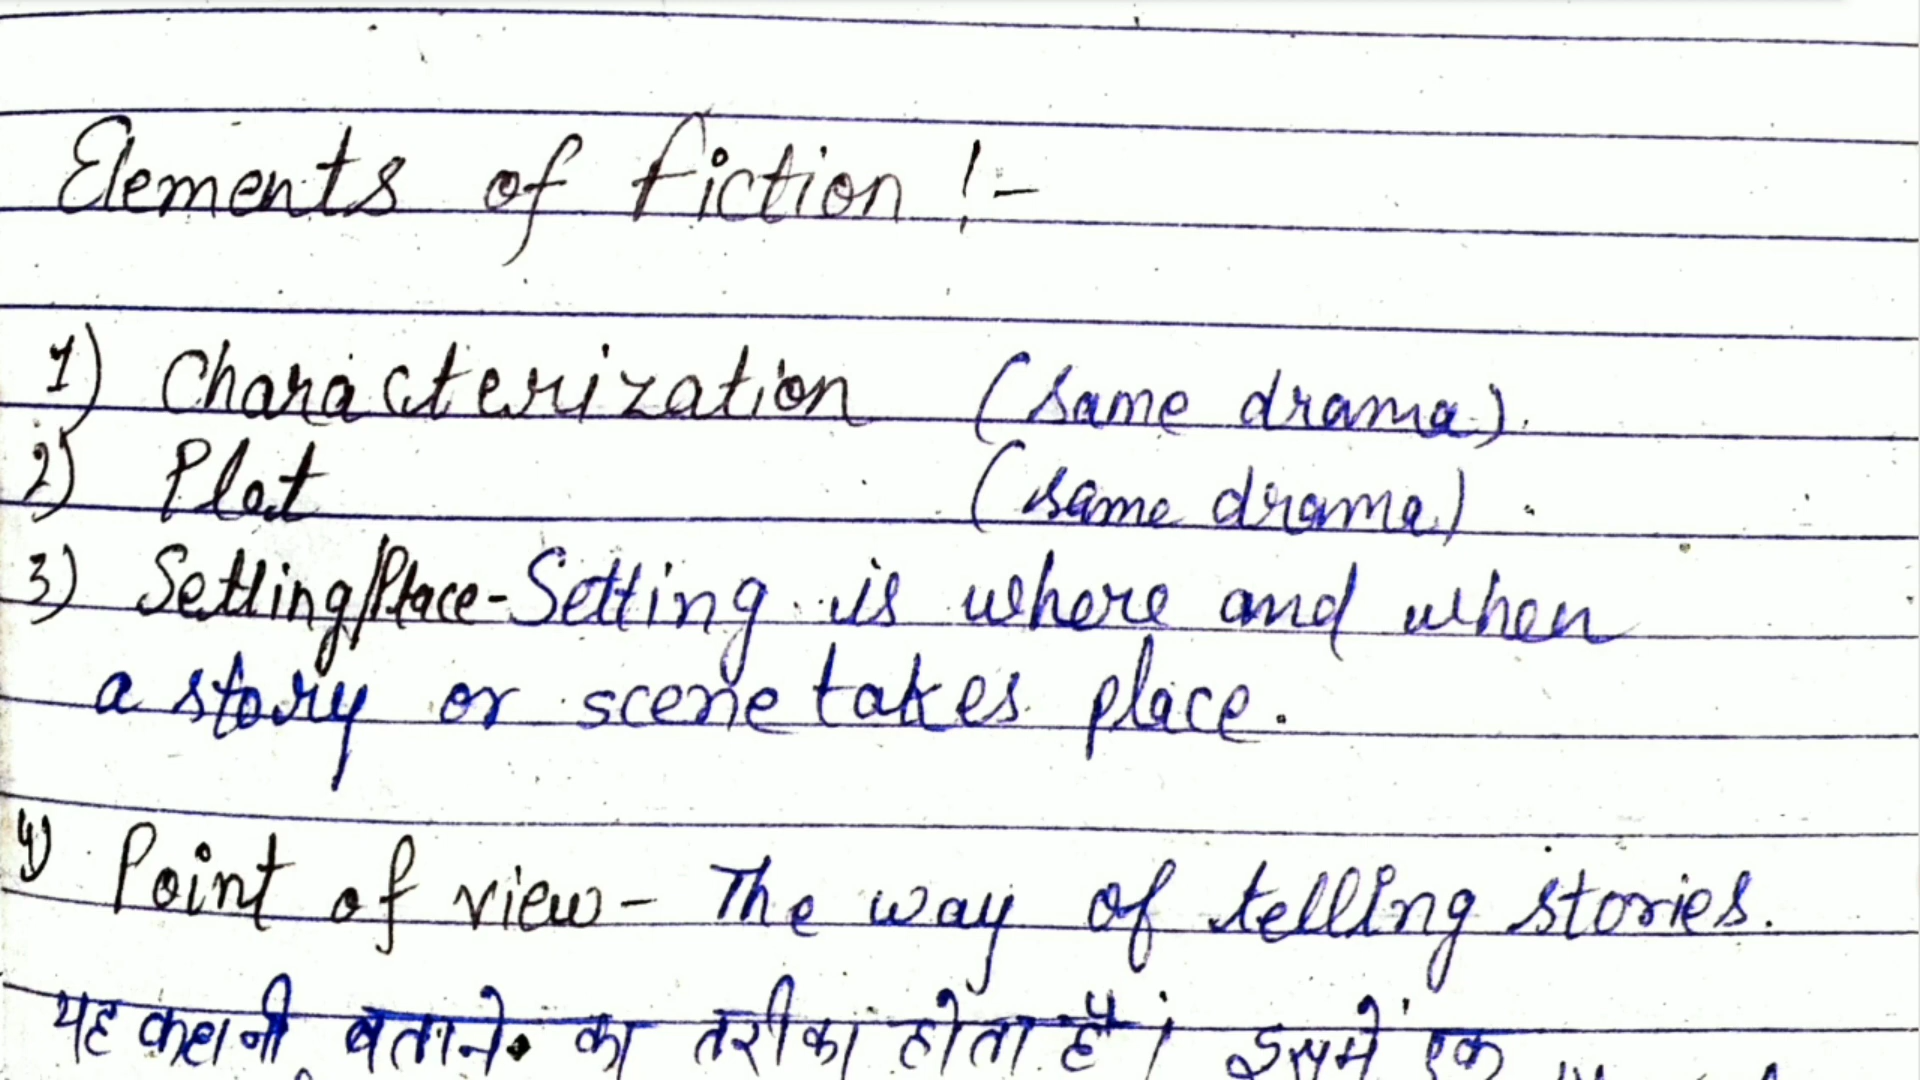 Elements of fiction :-
1) Characterization (same drama).
2) Plot (same drama).
3) Setting/Place - Setting is where and when
a story or scene takes place.
4) Point of view - The way of telling stories.
यह कहानी बताने का तरीका होता है। इसमें एक